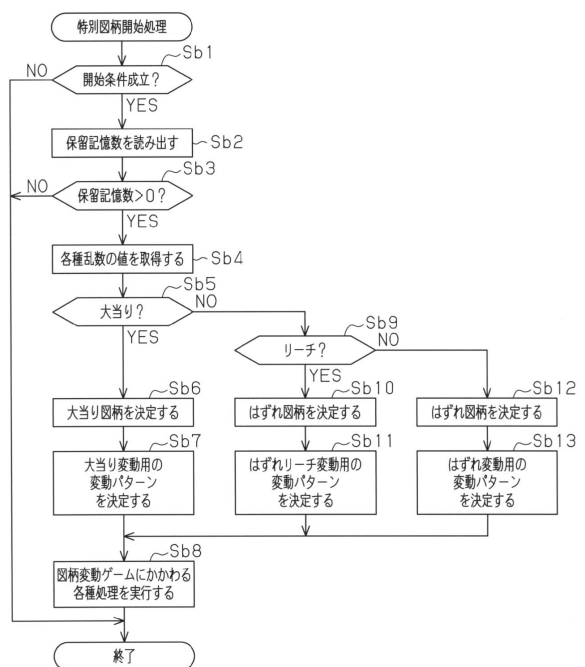 特別図柄開始処理
Sb1
NO
開始条件成立?
YES
保留記憶数を読み出す
Sb2
Sb3
NO
保留記憶数>0?
YES
各種乱数の値を取得する
Sb4
Sb5
大当り?
NO
YES
Sb9
リーチ?
NO
YES
Sb6
大当り図柄を決定する
Sb10
はずれ図柄を決定する
Sb12
はずれ図柄を決定する
Sb7
大当り変動用の
変動パターン
を決定する
Sb11
はずれリーチ変動用の
変動パターン
を決定する
Sb13
はずれ変動用の
変動パターン
を決定する
Sb8
図柄変動ゲームにかかわる
各種処理を実行する
終了